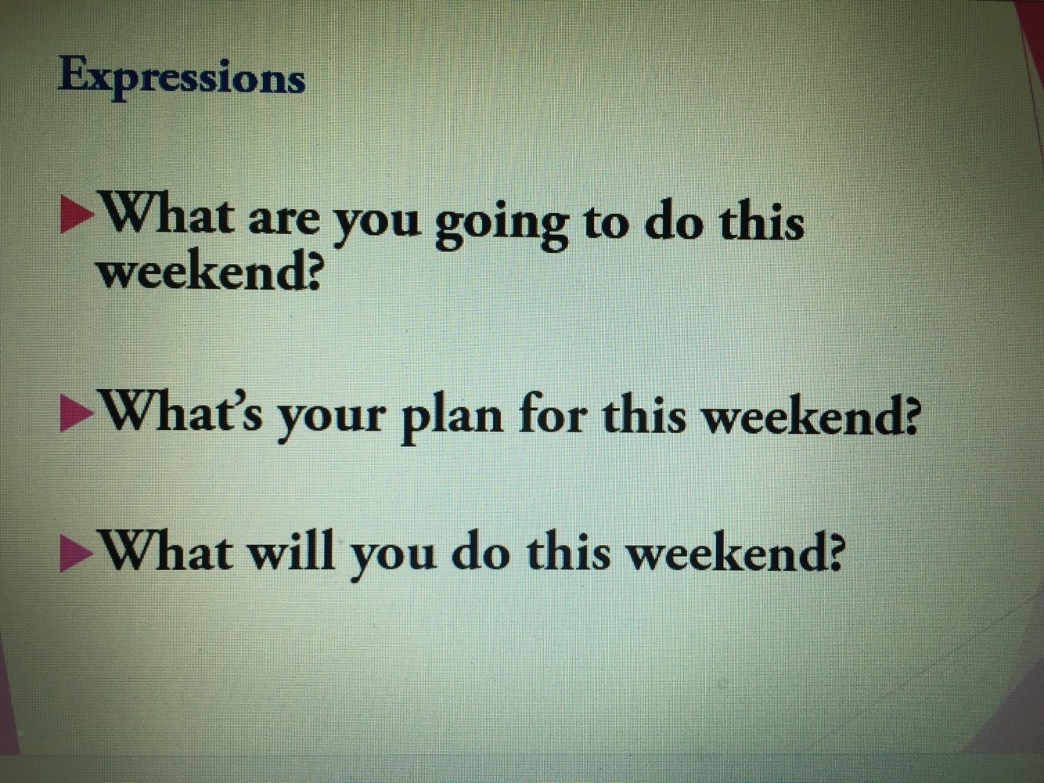 Expressions
What are you going to do this
weekend?
What's your plan for this weekend?
What will you do this weekend?